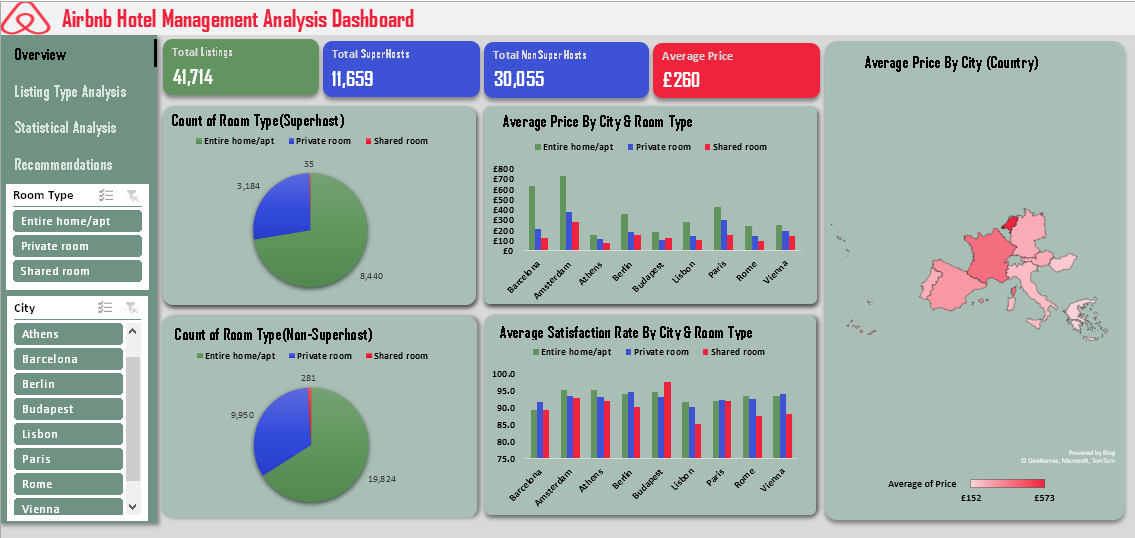 Airbnb Hotel Management Analysis Dashboard
Overview
Listing Type Analysis
Statistical Analysis
Recommendations
Room Type
Entire home/apt
Private room
Shared room
City
Athens
Barcelona
Berlin
Budapest
Lisbon
Paris
Rome
Vienna
Total Listings
41,714
Total SuperHosts
11,659
Total NonSuperHosts
30,055
Average Price
£260
Count of Room Type(Superhost)
Entire home/apt Private room Shared room
35
3,184
8,440
Average Price By City & Room Type
Entire home/apt Private room Shared room
£800
£700
£600
£500
£400
£300
£200
£100
£0
Barcelona Amsterdam Athens Berlin Budapest Lisbon Paris Rome Vienna
Count of Room Type(Non-Superhost)
Entire home/apt Private room Shared room
281
9,950
19,824
Average Satisfaction Rate By City & Room Type
Entire home/apt Private room Shared room
100.0
95.0
90.0
85.0
80.0
75.0
Barcelona Amsterdam Athens Berlin Budapest Lisbon Paris Rome Vienna
Average Price By City (Country)
Powered by Bing
© GeoNames, Microsoft, TomTom
Average of Price
£152 £573